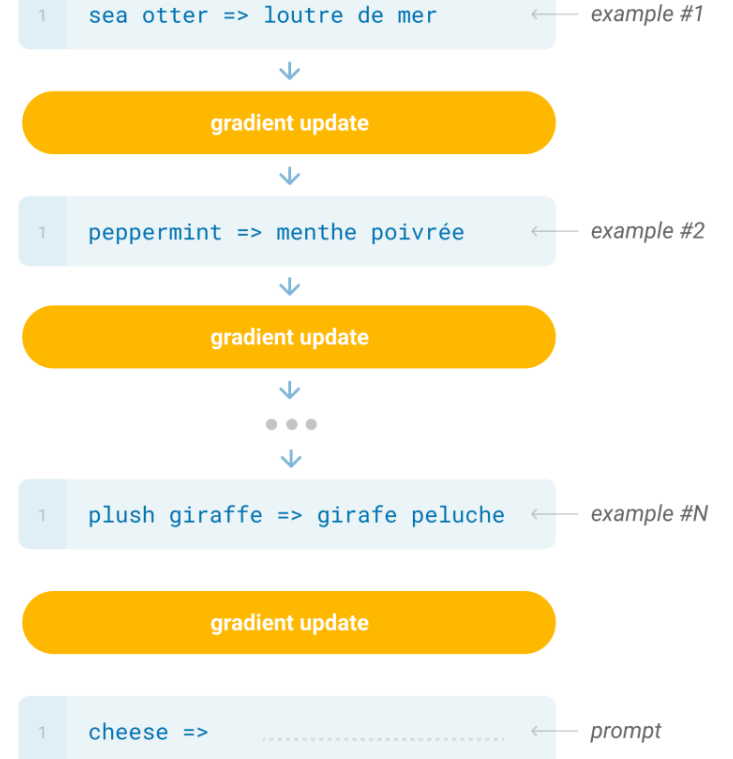 1 sea otter => loutre de mer example #1
gradient update
1 peppermint => menthe poivrée example #2
gradient update
1 plush giraffe => girafe peluche example #N
gradient update
1 cheese => prompt